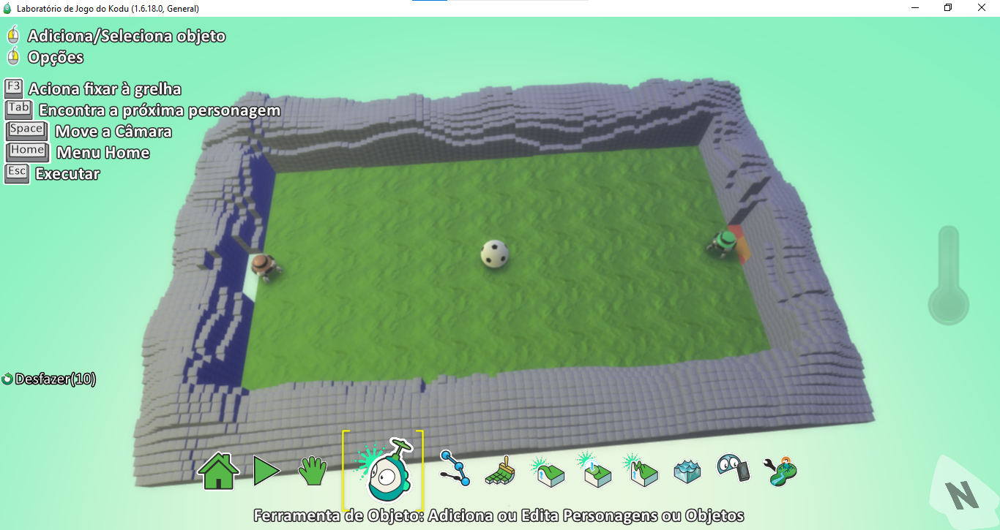 Laboratório de Jogo do Kodu (1.6.18.0, General)
Adiciona/Seleciona objeto
Opções
F3 Aciona fixar à grelha
Tab Encontra a próxima personagem
Space Move a Câmara
Home Menu Home
Esc Executar
Desfazer(10)
Ferramenta de Objeto: Adiciona ou Edita Personagens ou Objetos
N